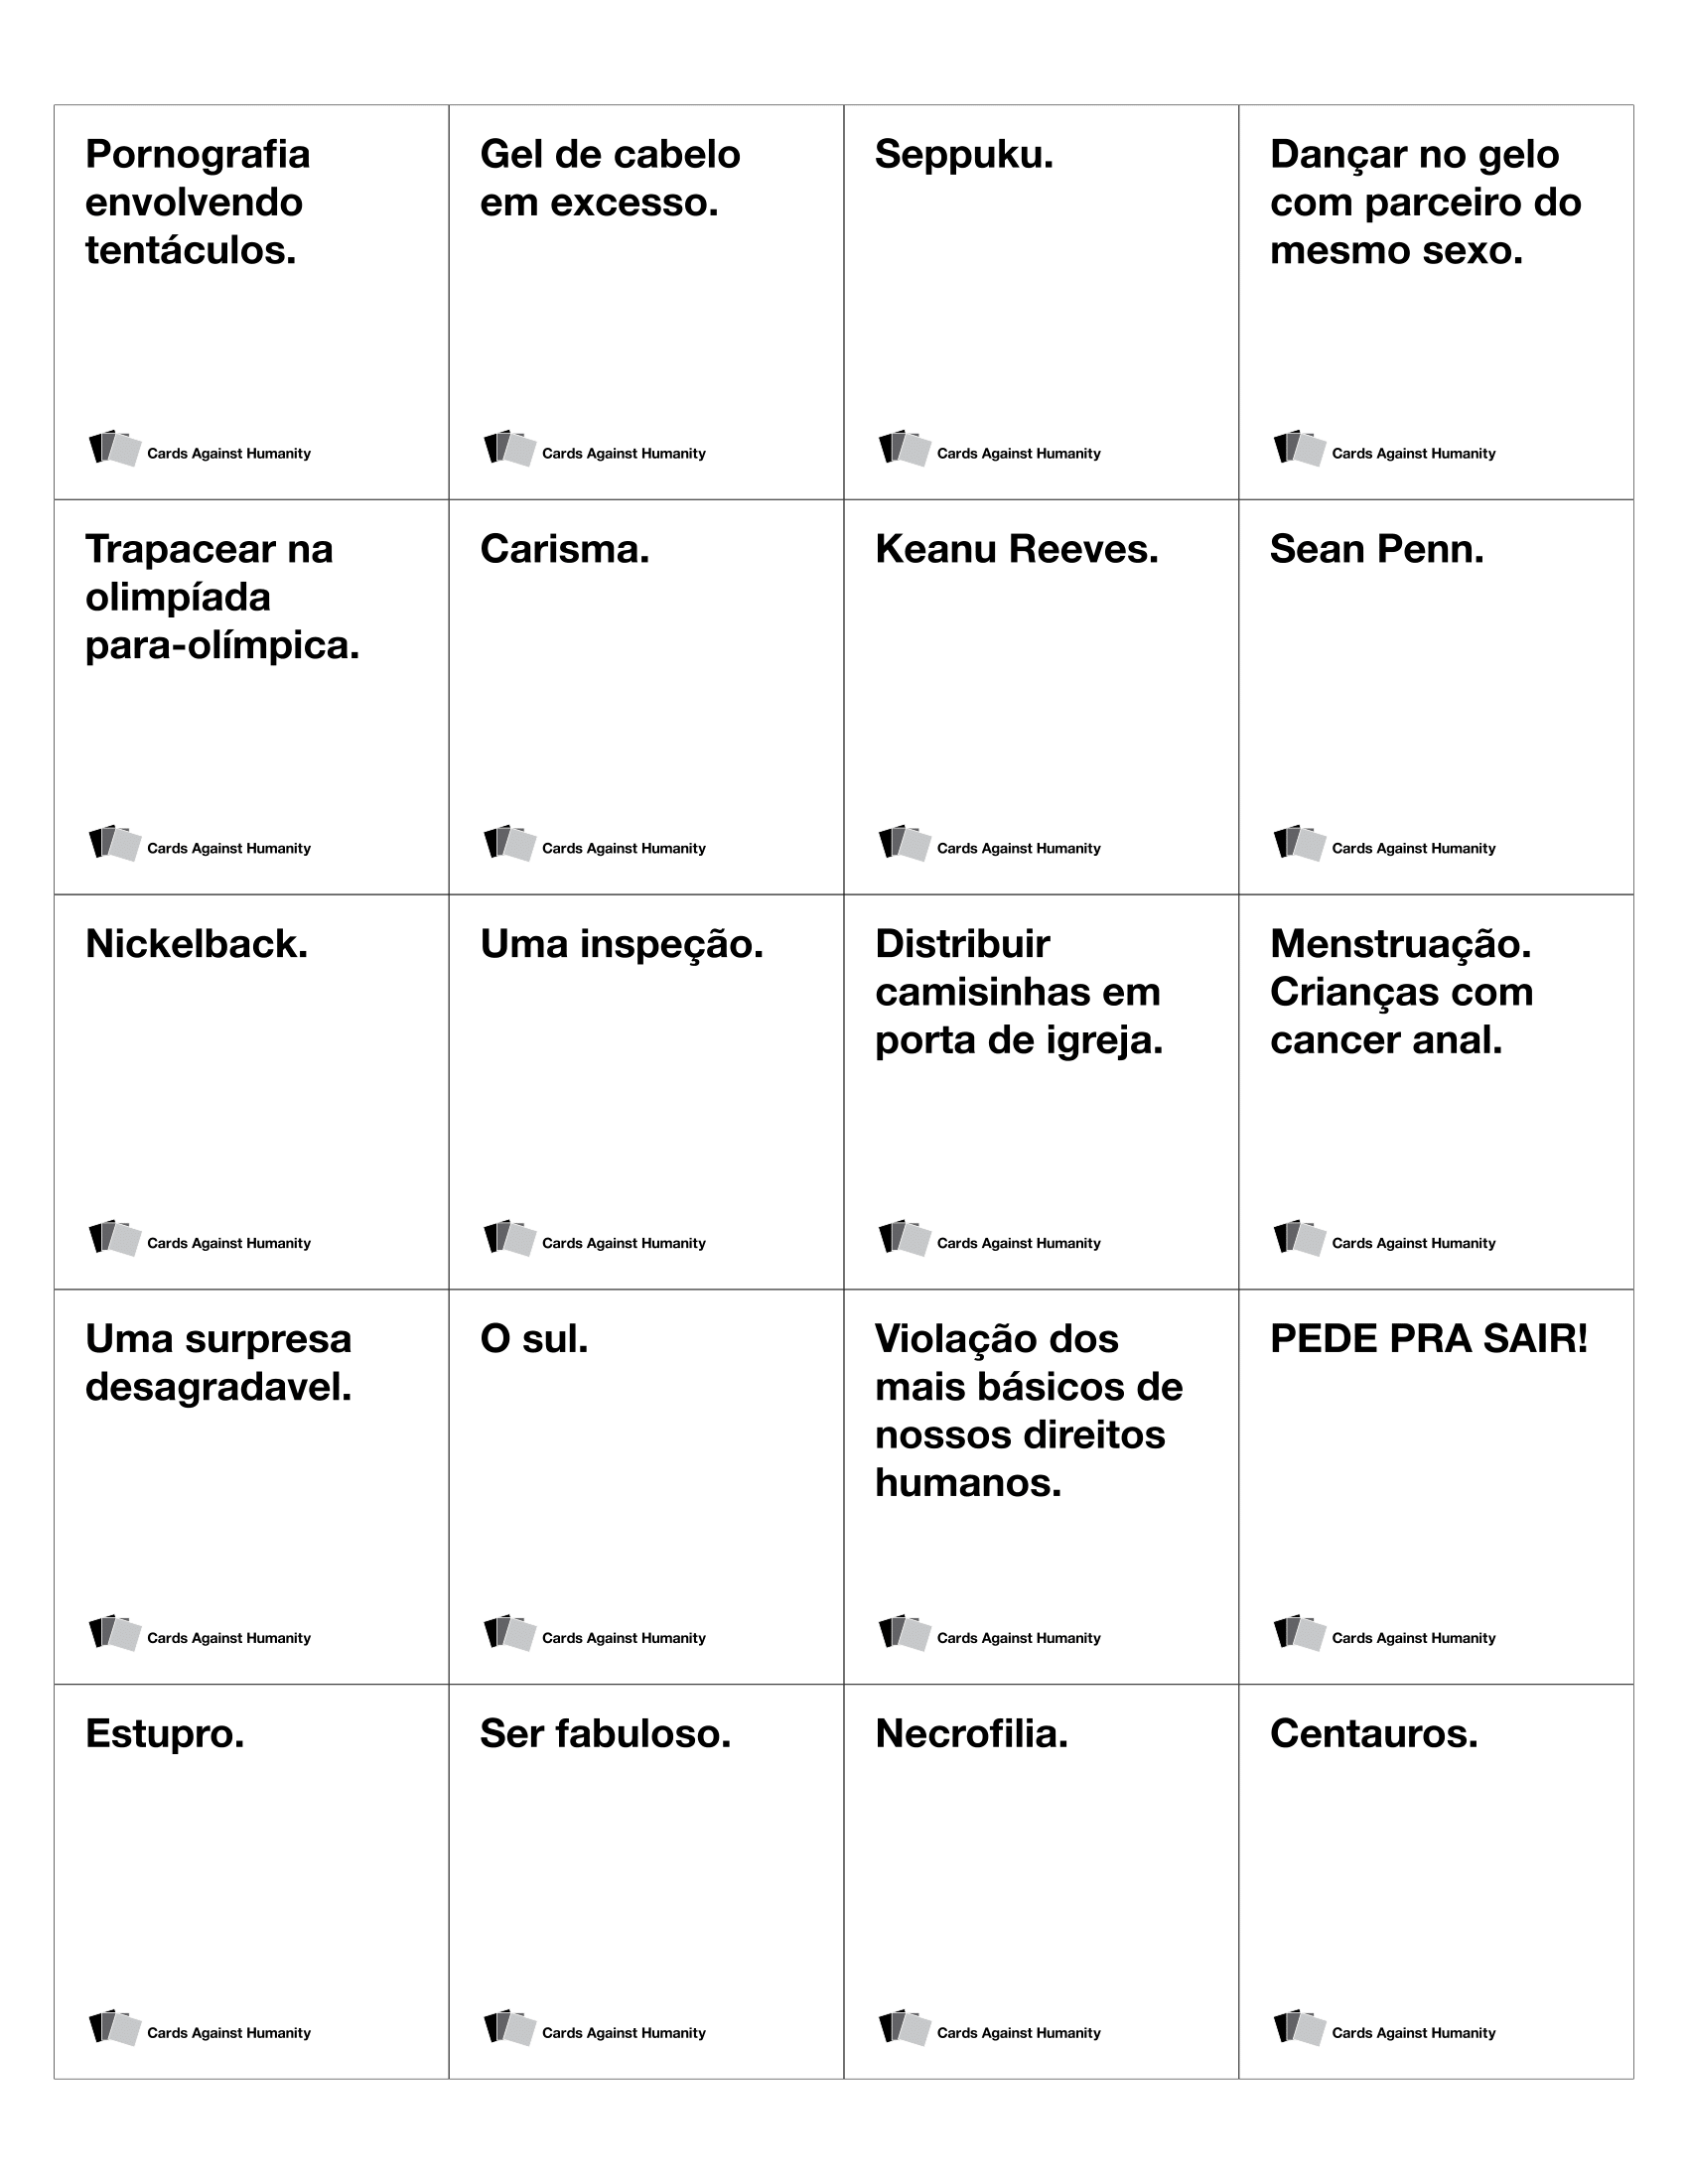 Pornografia
envolvendo
tentáculos.
Cards Against Humanity
Gel de cabelo
em excesso.
Cards Against Humanity
Seppuku.
Cards Against Humanity
Dançar no gelo
com parceiro do
mesmo sexo.
Cards Against Humanity
Trapacear na
olimpíada
para-olímpica.
Cards Against Humanity
Carisma.
Cards Against Humanity
Keanu Reeves.
Cards Against Humanity
Sean Penn.
Cards Against Humanity
Nickelback.
Cards Against Humanity
Uma inspeção.
Cards Against Humanity
Distribuir
camisinhas em
porta de igreja.
Cards Against Humanity
Menstruação.
Crianças com
cancer anal.
Cards Against Humanity
Uma surpresa
desagradavel.
Cards Against Humanity
O sul.
Cards Against Humanity
Violação dos
mais básicos de
nossos direitos
humanos.
Cards Against Humanity
PEDE PRA SAIR!
Cards Against Humanity
Estupro.
Cards Against Humanity
Ser fabuloso.
Cards Against Humanity
Necrofilia.
Cards Against Humanity
Centauros.
Cards Against Humanity